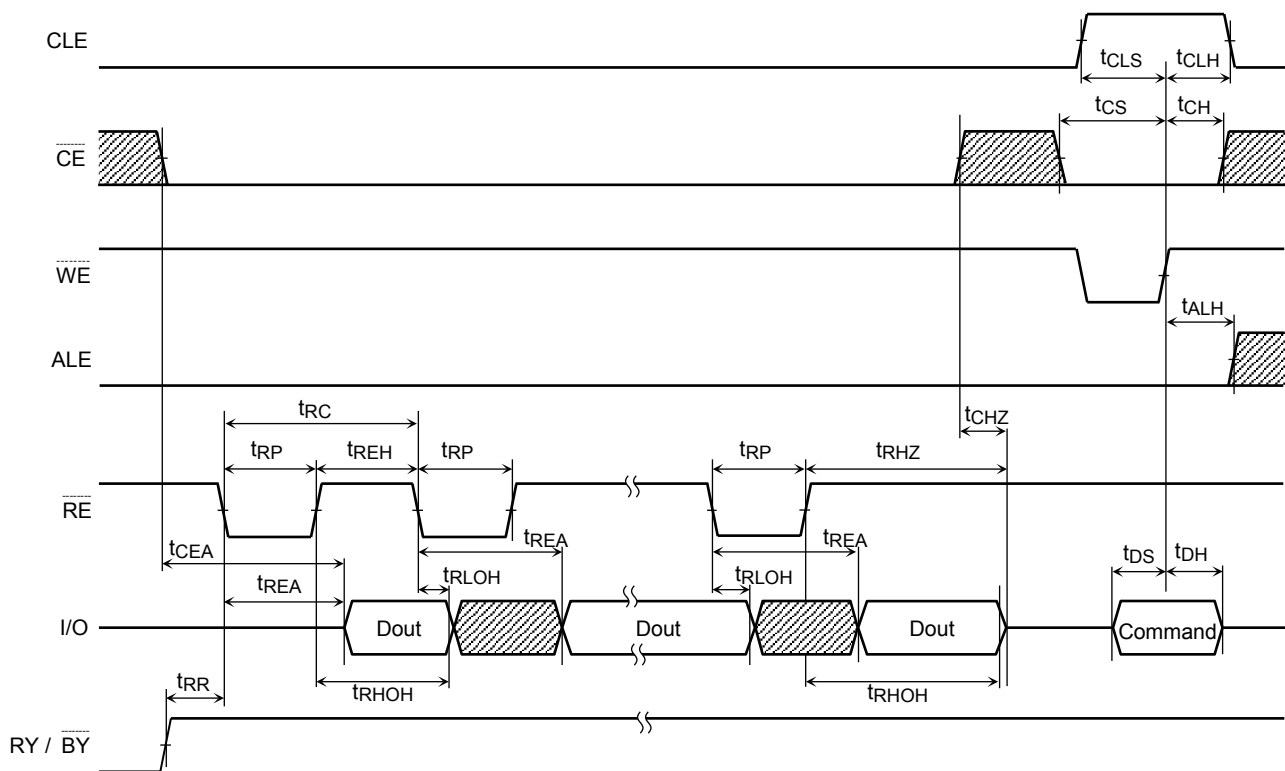 CLE
tCLS tCLH
tCS tCH
CE
WE
tALH
ALE
tRC
tCHZ
tRP tREH tRP tRP tRHZ
RE
tCEA tREA tREA
tREA tRLOH tRLOH tDS tDH
I/O Dout Dout Dout Command
tRR tRHOH tRHOH
RY / BY